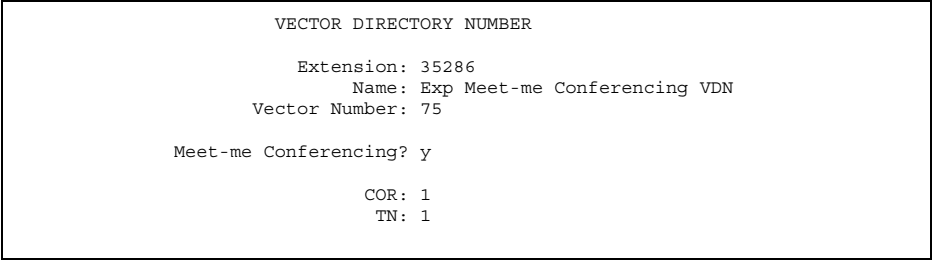 VECTOR DIRECTORY NUMBER
Extension: 35286
Name: Exp Meet-me Conferencing VDN
Vector Number: 75
Meet-me Conferencing? y
COR: 1
TN: 1